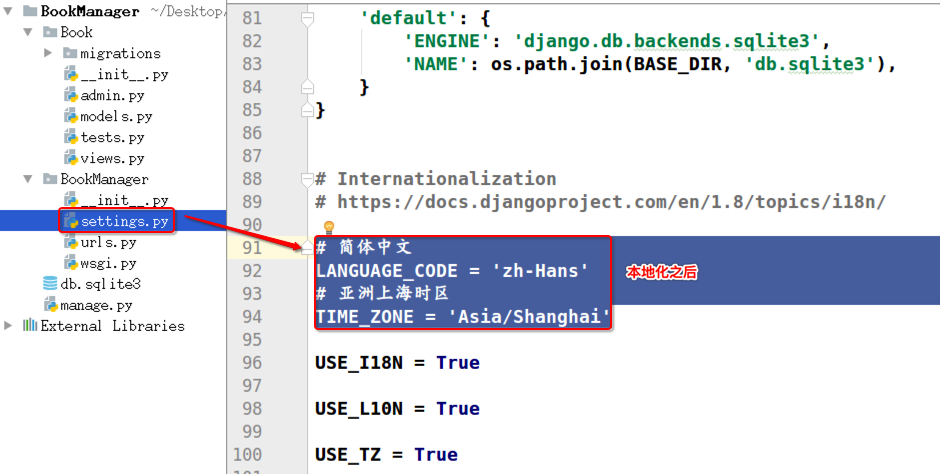 BookManager ~/Desktop/
Book
migrations
__init__.py
admin.py
models.py
tests.py
views.py
BookManager
__init__.py
settings.py
urls.py
wsgi.py
db.sqlite3
manage.py
External Libraries
81 'default': {
82 'ENGINE': 'django.db.backends.sqlite3',
83 'NAME': os.path.join(BASE_DIR, 'db.sqlite3'),
84 }
85 }
86
87
88 # Internationalization
89 # https://docs.djangoproject.com/en/1.8/topics/i18n/
90
91 # 简体中文
92 LANGUAGE_CODE = 'zh-Hans' 本地化之后
93 # 亚洲上海时区
94 TIME_ZONE = 'Asia/Shanghai'
95
96 USE_I18N = True
97
98 USE_L10N = True
99
100 USE_TZ = True